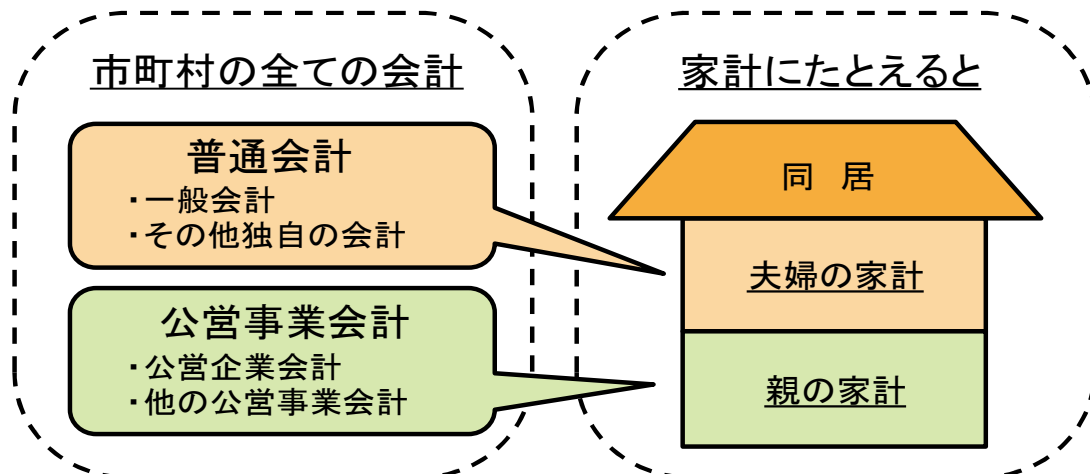 市町村の全ての会計
普通会計
・一般会計
・その他独自の会計
公営事業会計
・公営企業会計
・他の公営事業会計
家計にたとえると
同 居
夫婦の家計
親の家計